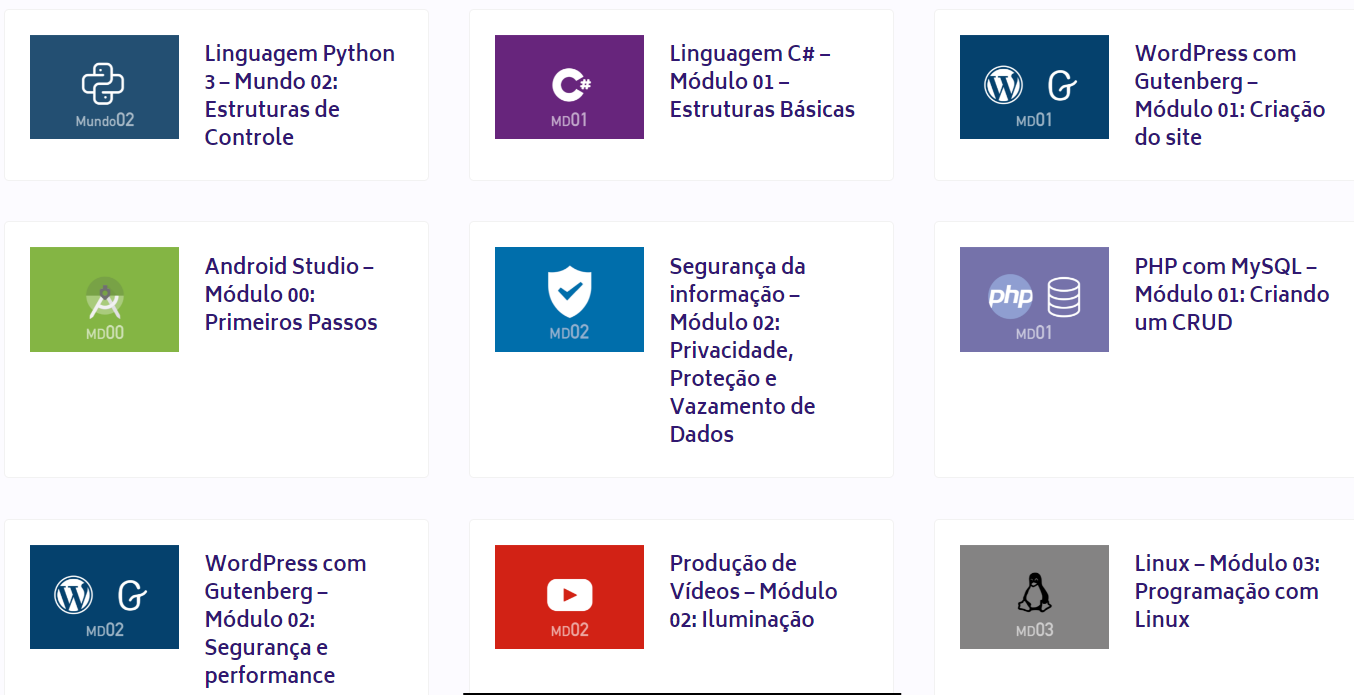 Mundo02
Linguagem Python
3 – Mundo 02:
Estruturas de
Controle
C#
MD01
Linguagem C# –
Módulo 01 –
Estruturas Básicas
W G
MD01
WordPress com
Gutenberg –
Módulo 01: Criação
do site
MD00
Android Studio –
Módulo 00:
Primeiros Passos
MD02
Segurança da
informação –
Módulo 02:
Privacidade,
Proteção e
Vazamento de
Dados
php
MD01
PHP com MySQL –
Módulo 01: Criando
um CRUD
W G
MD02
WordPress com
Gutenberg –
Módulo 02:
Segurança e
performance
MD02
Produção de
Vídeos – Módulo
02: Iluminação
MD03
Linux – Módulo 03:
Programação com
Linux